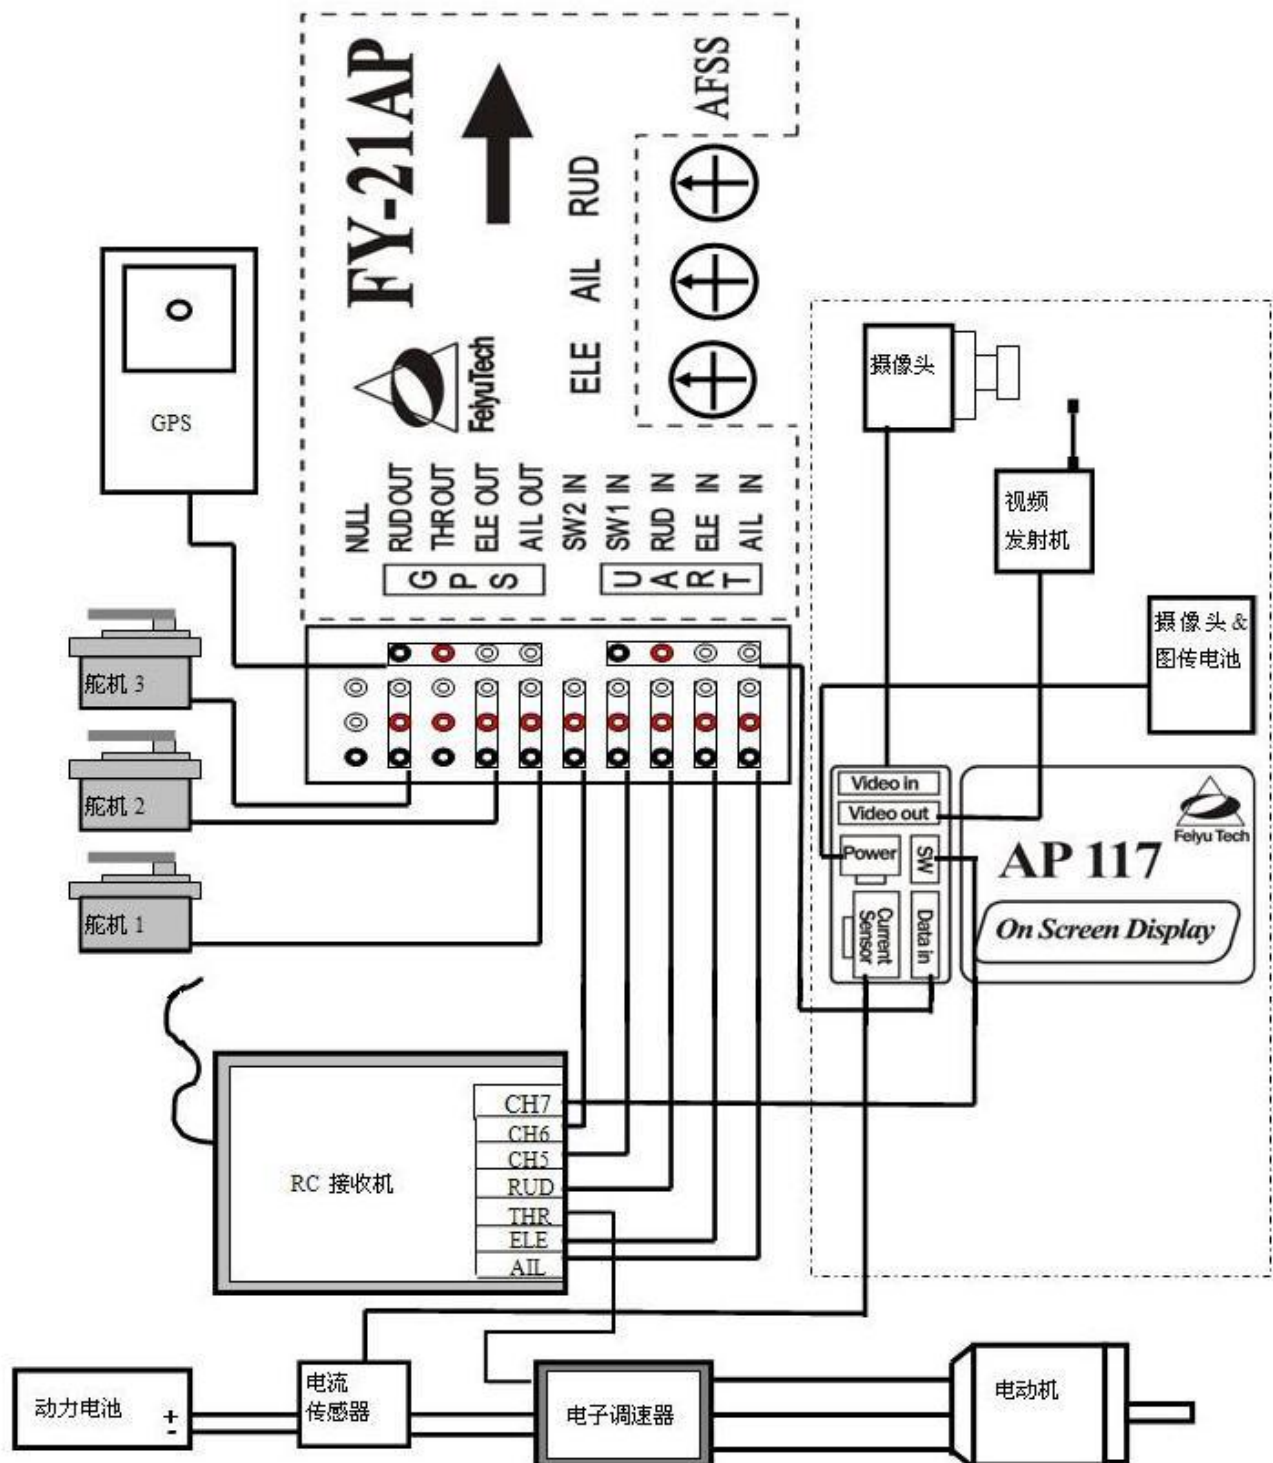 FY-21AP
AFSS
RUD
AIL
ELE
FeiyuTech
GPS
NULL
RUD OUT
THR OUT
ELE OUT
AIL OUT
SW2 IN
SW1 IN
RUD IN
ELE IN
AIL IN
G P S
U A R T
摄像头
视频
发射机
摄像头 &
图传电池
舵机 3
舵机 2
舵机 1
Video in
Video out
Power
SW
Current
Sensor
Data in
Feiyu Tech
AP 117
On Screen Display
RC 接收机
CH7
CH6
CH5
RUD
THR
ELE
AIL
动力电池
+
-
电流
传感器
电子调速器
电动机